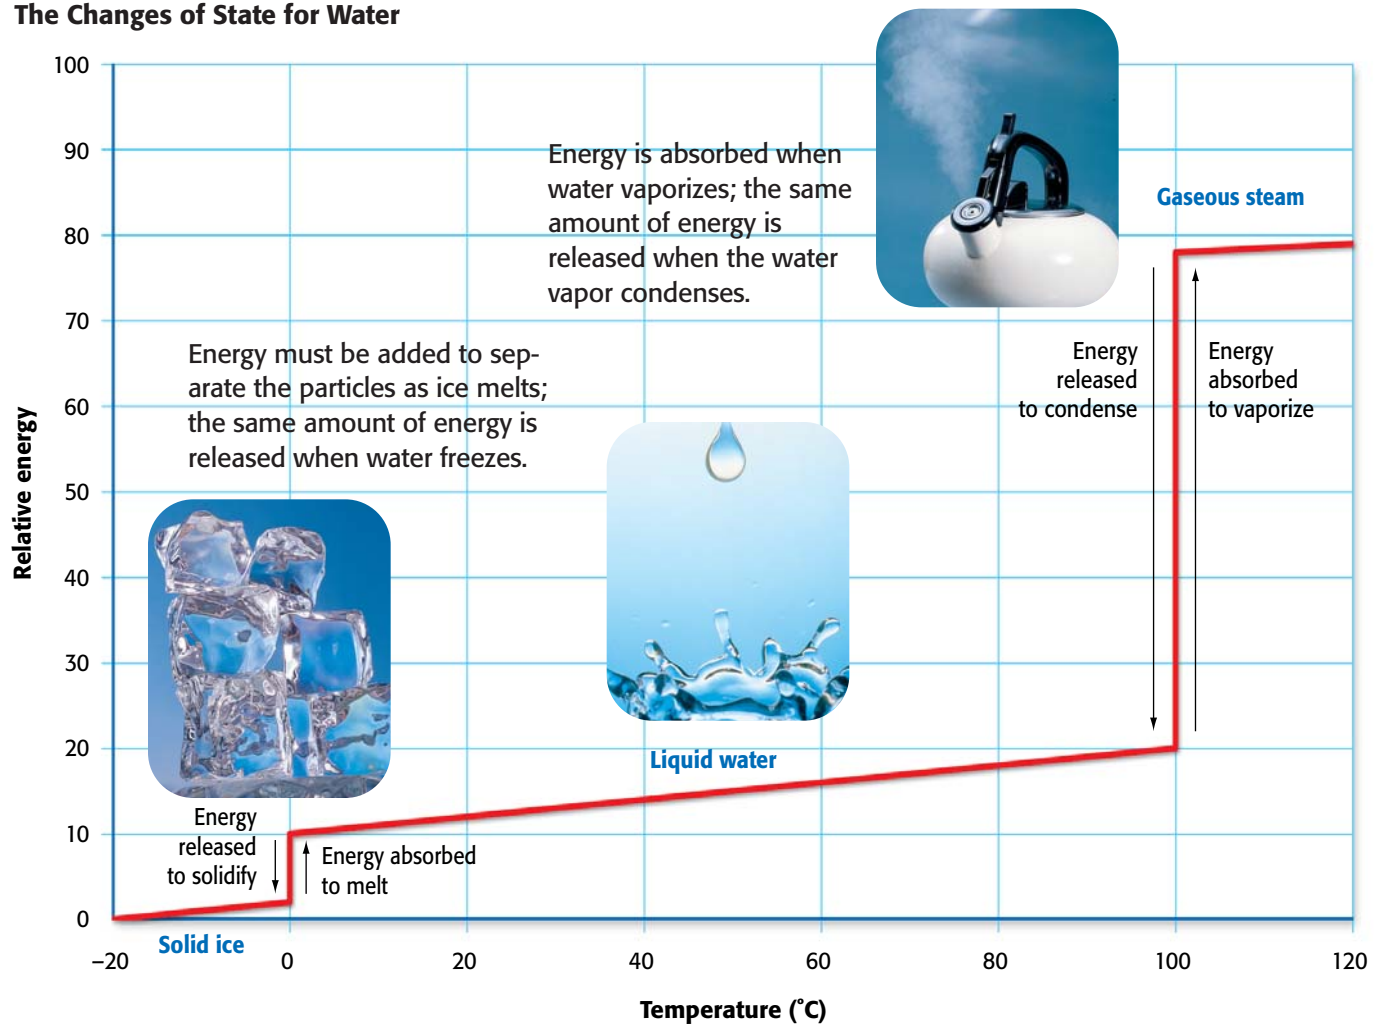 The Changes of State for Water
100
90
80
70
60
50
40
30
20
10
0
Relative energy
Energy is absorbed when
water vaporizes; the same
amount of energy is
released when the water
vapor condenses.
Gaseous steam
Energy must be added to sep-
arate the particles as ice melts;
the same amount of energy is
released when water freezes.
Energy
released
to condense
Energy
absorbed
to vaporize
Liquid water
Energy
released
to solidify
Energy absorbed
to melt
Solid ice
–20 0 20 40 60 80 100 120
Temperature (˚C)